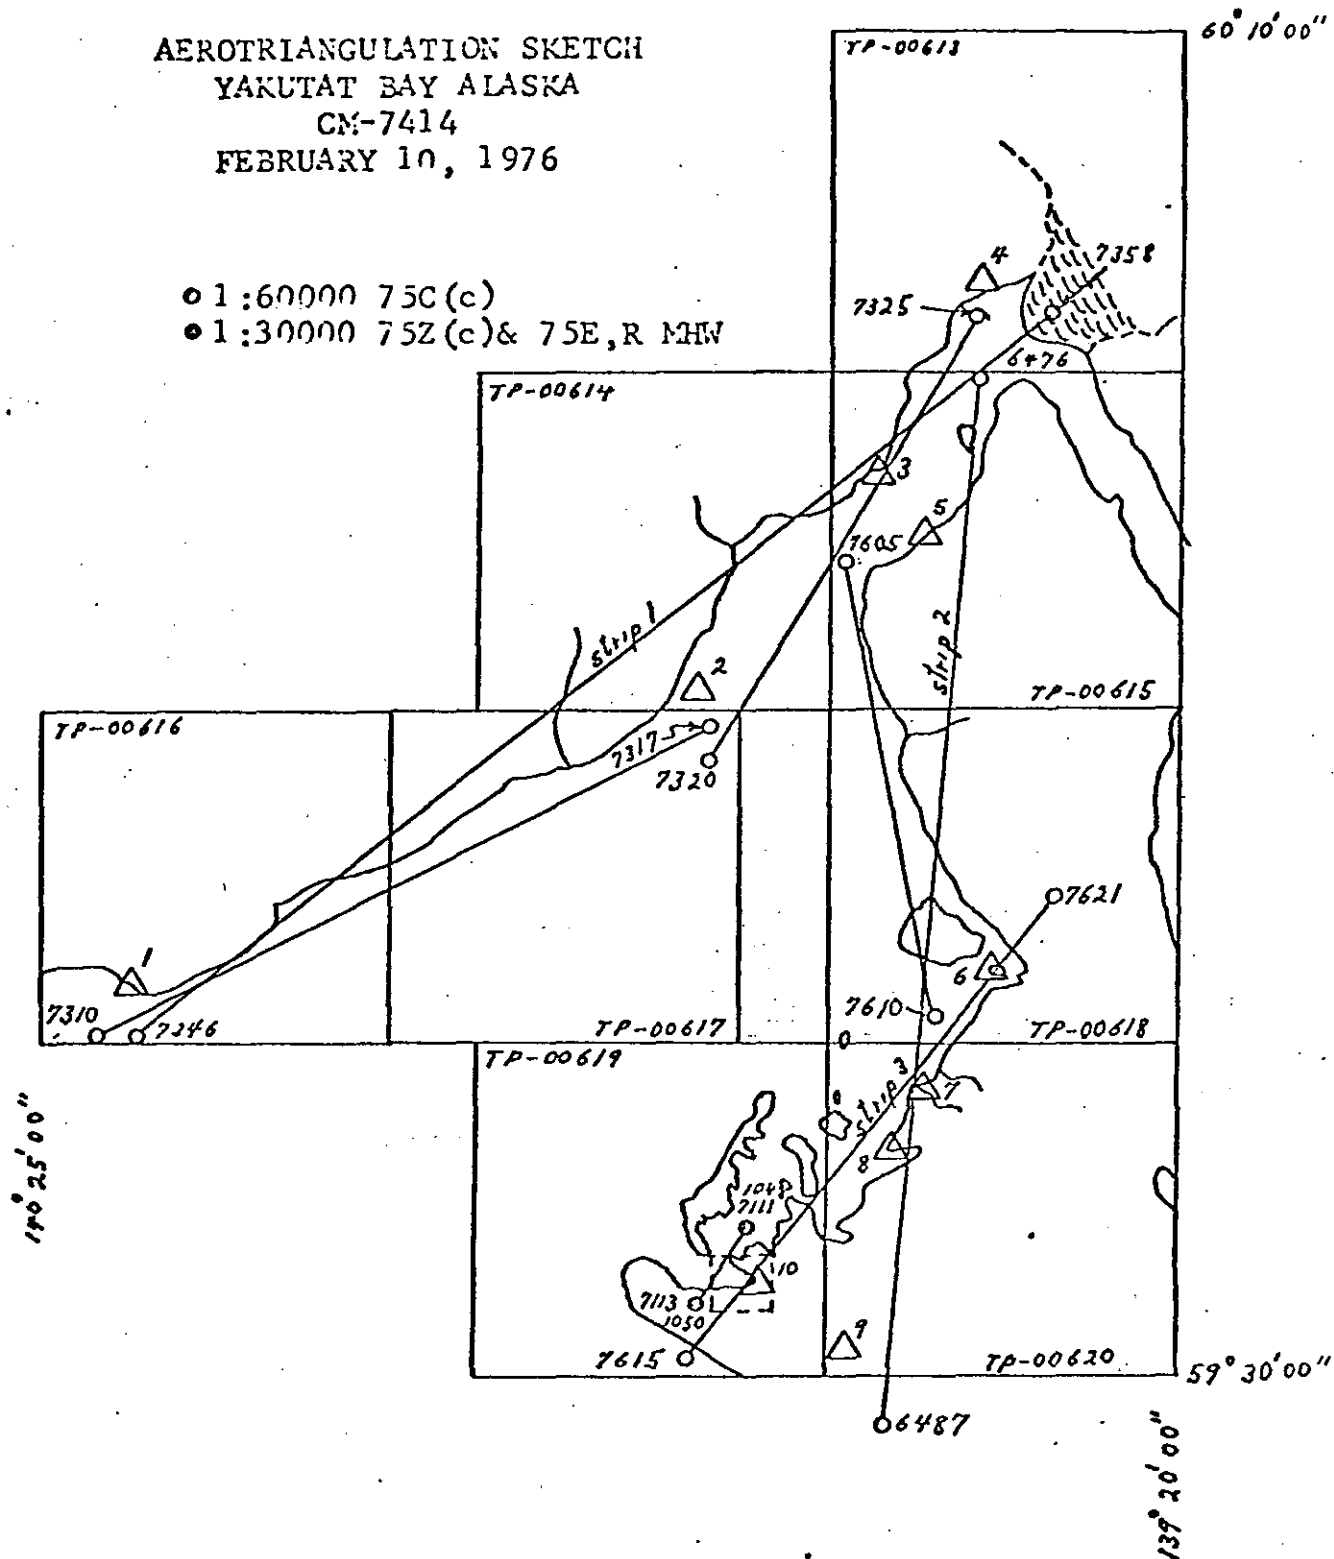 AEROTRIANGULATION SKETCH
YAKUTAT BAY ALASKA
CM-7414
FEBRUARY 10, 1976
1:60000 75C(c)
1:30000 75Z(c)& 75E,R MHW
60° 10' 00"
TP-00613
4
7358
7325
6476
TP-00614
3
5
7605
strip 1
strip 2
2
TP-00615
TP-00616
7317
7320
7621
1
6
7310
7246
7610
TP-00617
TP-00618
TP-00619
strip 3
7
8
140° 25' 00"
1048
7111
10
7113
1050
9
7615
TP-00620
59° 30' 00"
6487
139° 20' 00"